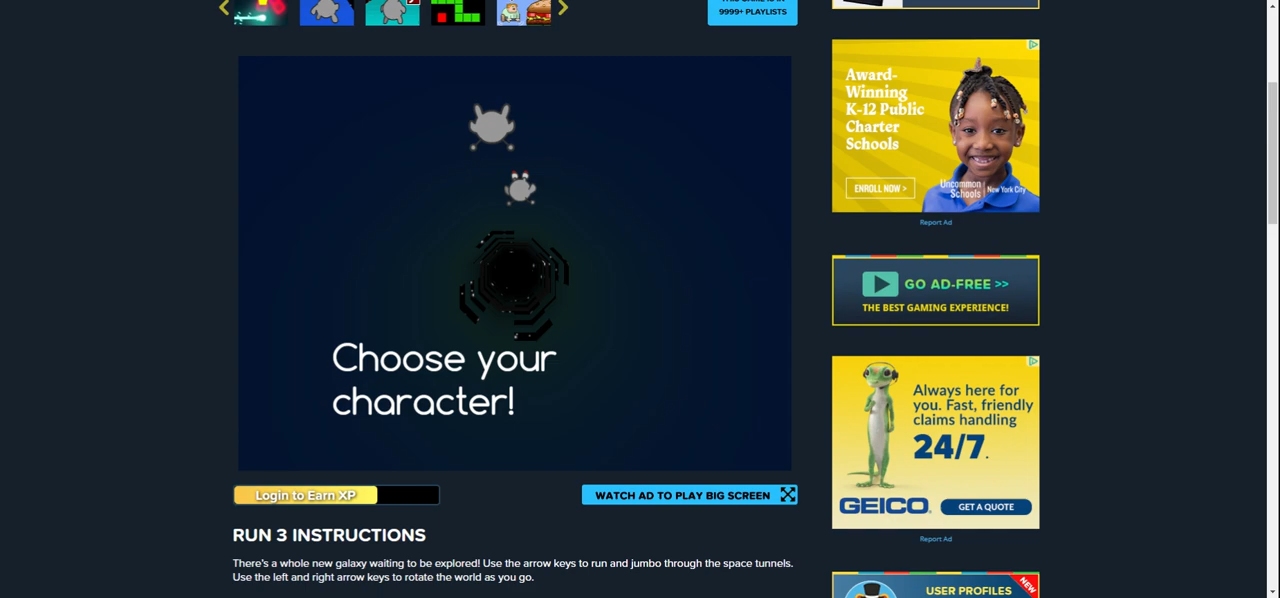 9999+ PLAYLISTS
Choose your
character!
Login to Earn XP
WATCH AD TO PLAY BIG SCREEN
RUN 3 INSTRUCTIONS
There's a whole new galaxy waiting to be explored! Use the arrow keys to run and jumbo through the space tunnels.
Use the left and right arrow keys to rotate the world as you go.
Award-
Winning
K-12 Public
Charter
Schools
ENROLL NOW >
Uncommon
Schools | New York City
Report Ad
GO AD-FREE >>
THE BEST GAMING EXPERIENCE!
Always here for
you. Fast, friendly
claims handling
24/7.
GEICO.
GET A QUOTE
Report Ad
USER PROFILES
NEW